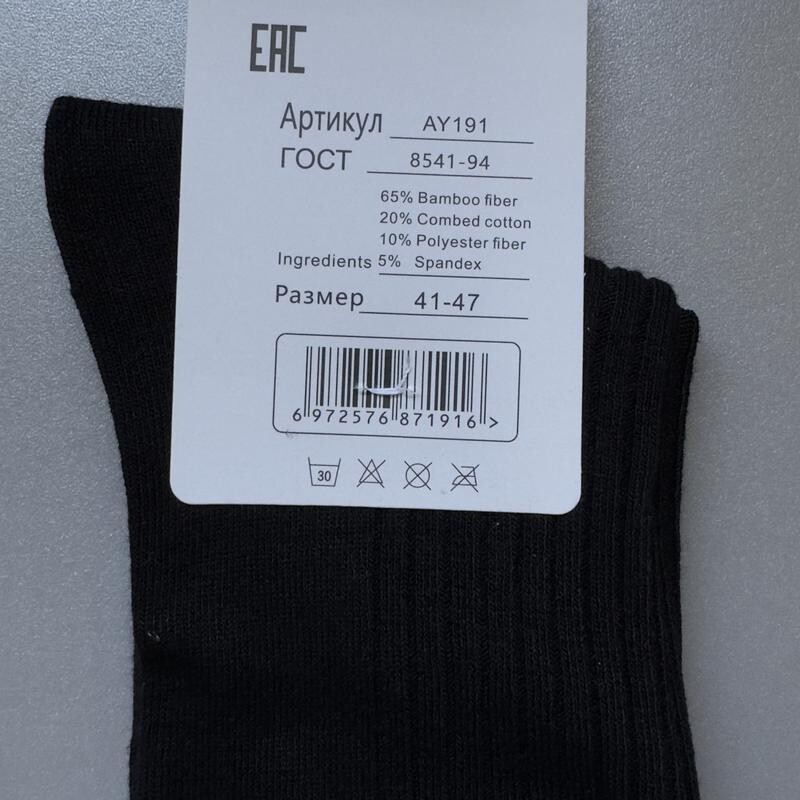 EAC
Артикул AY191
ГОСТ 8541-94
65% Bamboo fiber
20% Combed cotton
10% Polyester fiber
Ingredients 5% Spandex
Размер 41-47
6 972576 871916 >
30